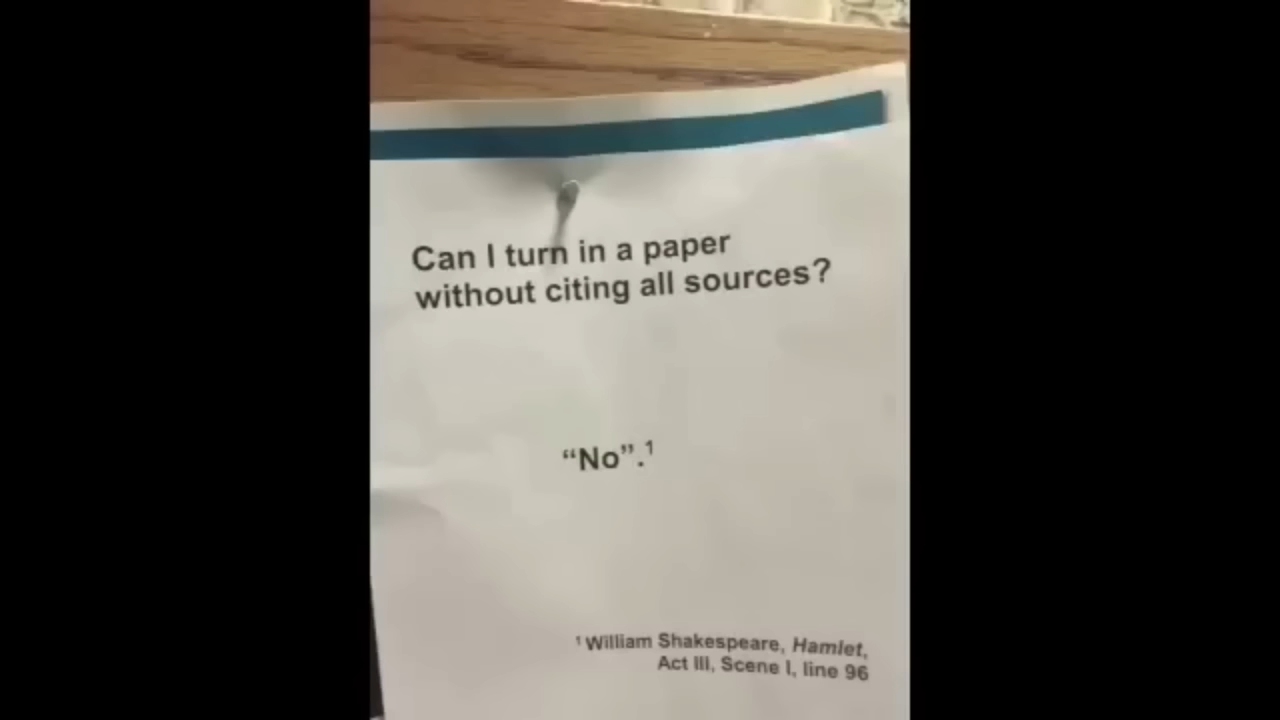 Can I turn in a paper
without citing all sources?
“No”.¹
¹ William Shakespeare, Hamlet,
Act III, Scene I, line 96